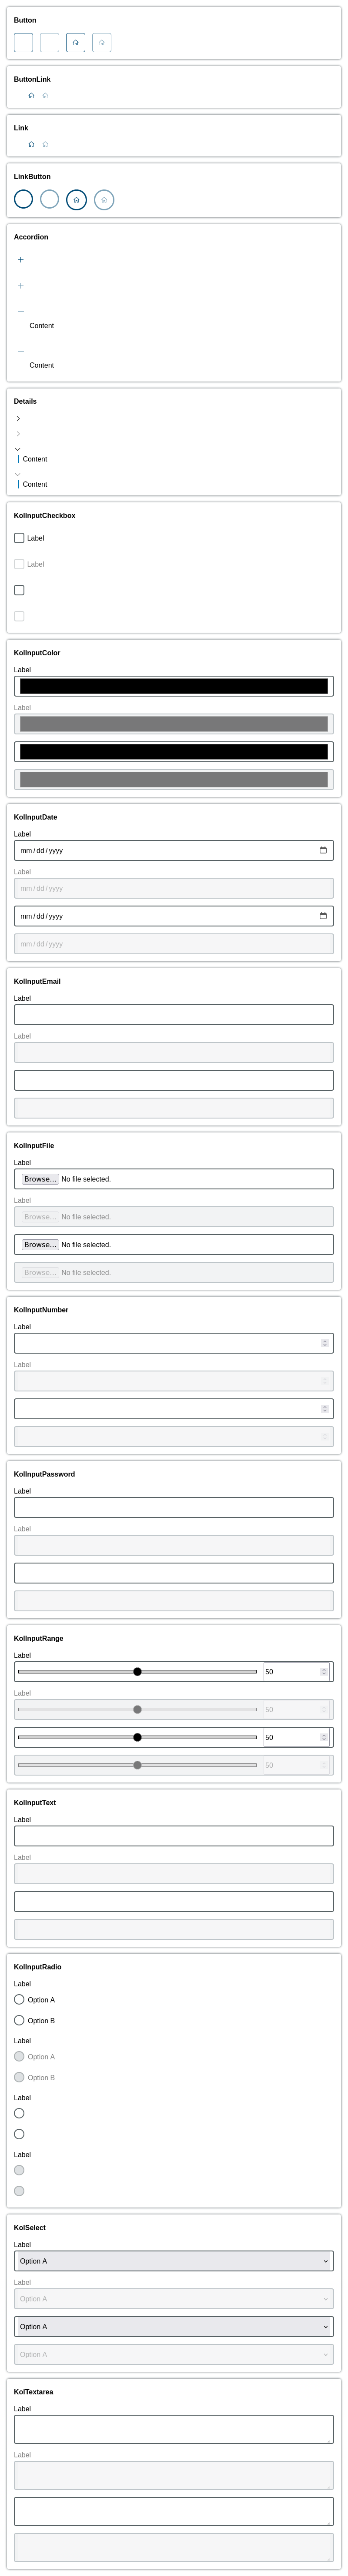 Button
ButtonLink
Link
LinkButton
Accordion
Content
Content
Details
Content
Content
KolInputCheckbox
Label
Label
KolInputColor
Label
Label
KolInputDate
Label
mm/dd/yyyy
Label
mm/dd/yyyy
mm/dd/yyyy
mm/dd/yyyy
KolInputEmail
Label
Label
KolInputFile
Label
Browse... No file selected.
Label
Browse... No file selected.
Browse... No file selected.
Browse... No file selected.
KolInputNumber
Label
Label
KolInputPassword
Label
Label
KolInputRange
Label
50
Label
50
50
50
KolInputText
Label
Label
KolInputRadio
Label
Option A
Option B
Label
Option A
Option B
Label
Label
KolSelect
Label
Option A
Label
Option A
Option A
Option A
KolTextarea
Label
Label